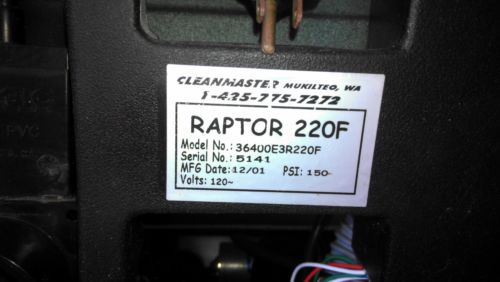 CLEANMASTER MUKILTEO, WA
1-425-775-7272
RAPTOR 220F
Model No.: 36400E3R220F
Serial No.: 5141
MFG Date: 12/01 PSI: 150
Volts: 120~
PVC